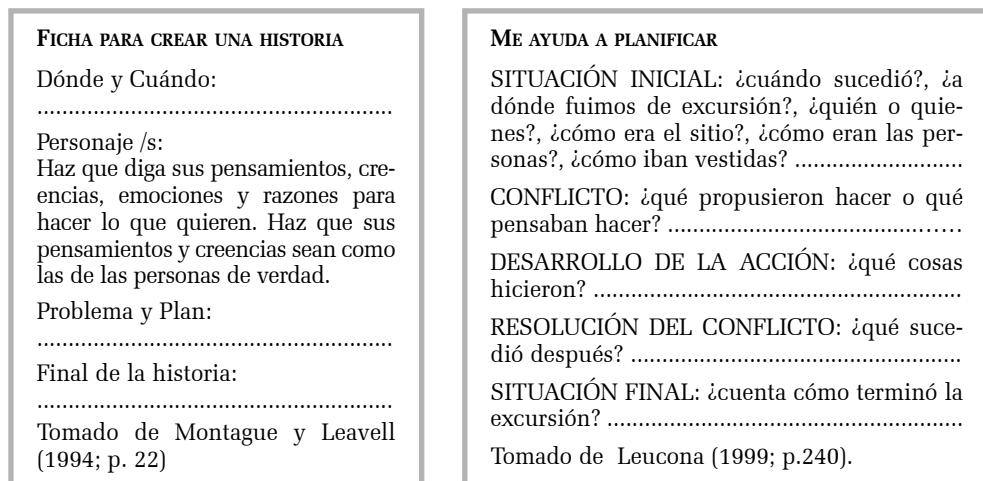 FICHA PARA CREAR UNA HISTORIA
Dónde y Cuándo:
.........................................................
Personaje /s:
Haz que diga sus pensamientos, cre-
encias, emociones y razones para
hacer lo que quieren. Haz que sus
pensamientos y creencias sean como
las de las personas de verdad.
Problema y Plan:
.........................................................
Final de la historia:
.........................................................
Tomado de Montague y Leavell
(1994; p. 22)
ME AYUDA A PLANIFICAR
SITUACIÓN INICIAL: ¿cuándo sucedió?, ¿a
dónde fuimos de excursión?, ¿quién o quie-
nes?, ¿cómo era el sitio?, ¿cómo eran las per-
sonas?, ¿cómo iban vestidas? ...........................
CONFLICTO: ¿qué propusieron hacer o qué
pensaban hacer? ...............................................
DESARROLLO DE LA ACCIÓN: ¿qué cosas
hicieron? ...........................................................
RESOLUCIÓN DEL CONFLICTO: ¿qué suce-
dió después? .....................................................
SITUACIÓN FINAL: ¿cuenta cómo terminó la
excursión? .........................................................
Tomado de Leucona (1999; p.240).